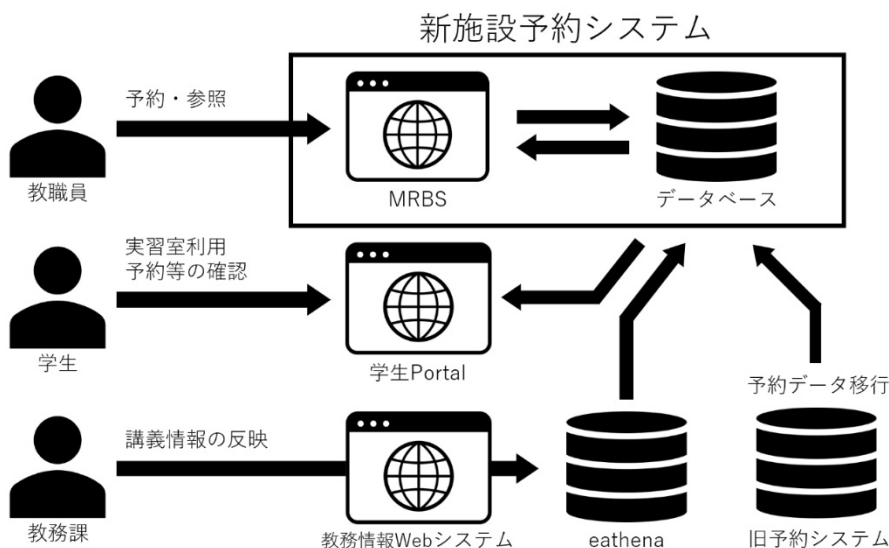 新施設予約システム
予約・参照
教職員
MRBS
データベース
実習室利用
予約等の確認
学生
学生Portal
予約データ移行
講義情報の反映
教務課
教務情報Webシステム
eathena
旧予約システム